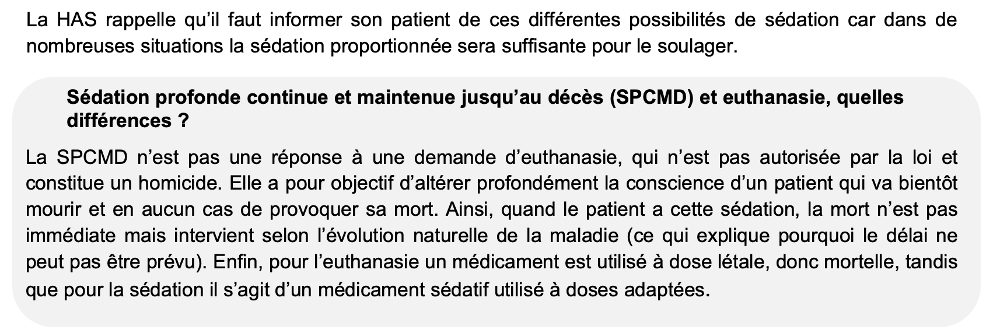 La HAS rappelle qu’il faut informer son patient de ces différentes possibilités de sédation car dans de
nombreuses situations la sédation proportionnée sera suffisante pour le soulager.
Sédation profonde continue et maintenue jusqu’au décès (SPCMD) et euthanasie, quelles
différences ?
La SPCMD n’est pas une réponse à une demande d’euthanasie, qui n’est pas autorisée par la loi et
constitue un homicide. Elle a pour objectif d’altérer profondément la conscience d’un patient qui va bientôt
mourir et en aucun cas de provoquer sa mort. Ainsi, quand le patient a cette sédation, la mort n’est pas
immédiate mais intervient selon l’évolution naturelle de la maladie (ce qui explique pourquoi le délai ne
peut pas être prévu). Enfin, pour l’euthanasie un médicament est utilisé à dose létale, donc mortelle, tandis
que pour la sédation il s’agit d’un médicament sédatif utilisé à doses adaptées.